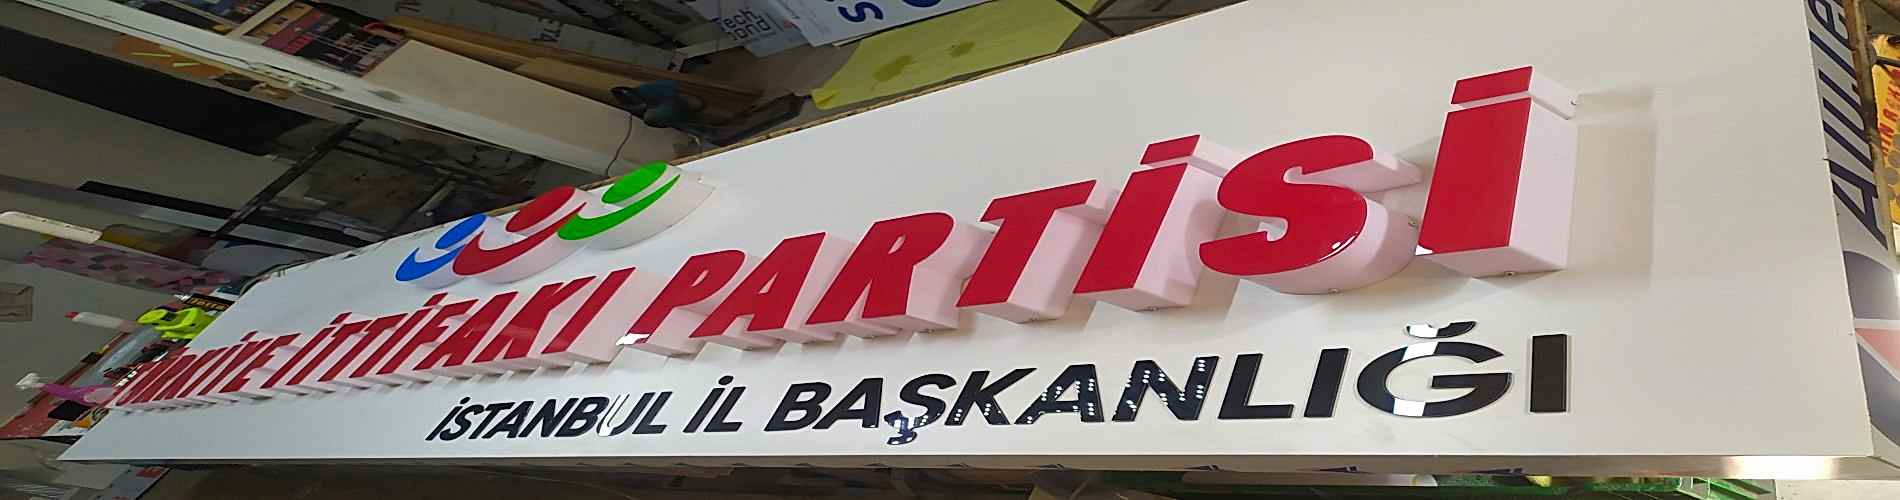 TÜRKİYE İTTİFAKI PARTİSİ
İSTANBUL İL BAŞKANLIĞI